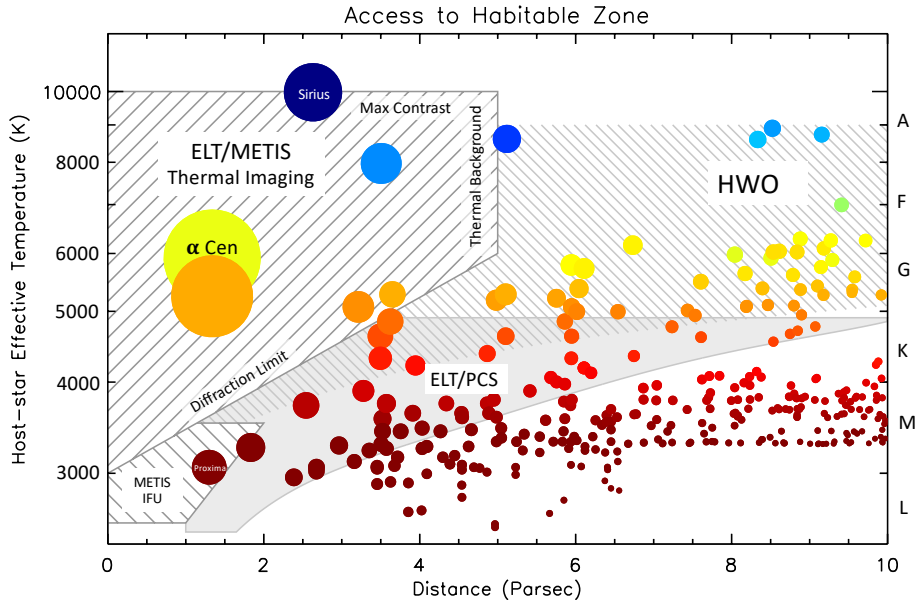 Access to Habitable Zone
Host-star Effective Temperature (K)
10000
8000
6000
5000
4000
3000
A
F
G
K
M
L
Sirius
Max Contrast
ELT/METIS
Thermal Imaging
Thermal Background
HWO
α Cen
Diffraction Limit
ELT/PCS
Proxima
METIS
IFU
0
2
4
6
8
10
Distance (Parsec)